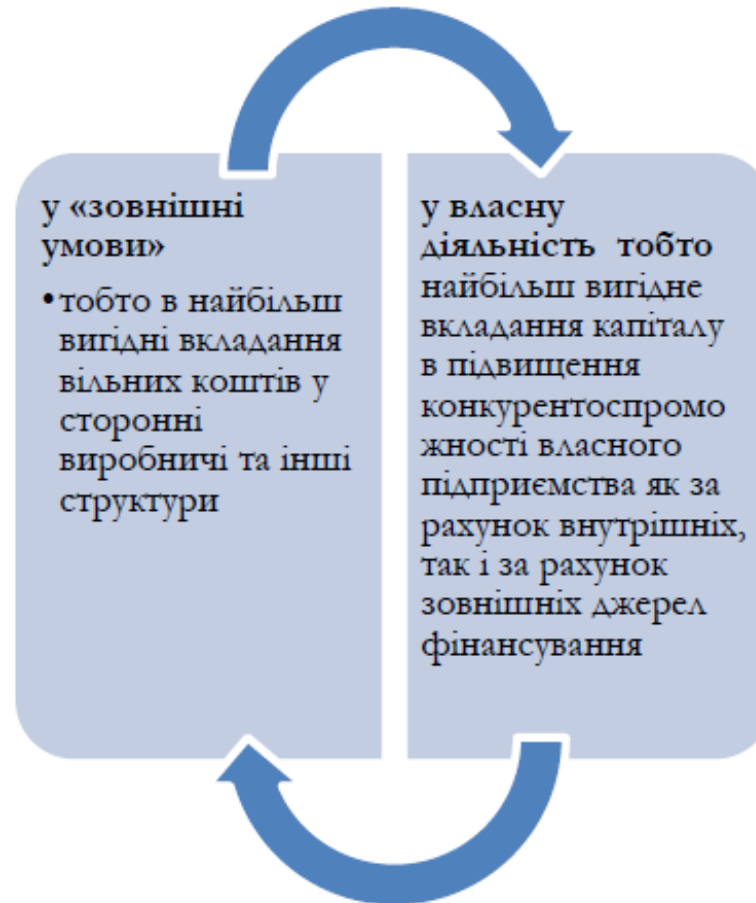 у «зовнішні
умови»
•тобто в найбільш
вигідні вкладання
вільних коштів у
сторонні
виробничі та інші
структури
у власну
діяльність тобто
найбільш вигідне
вкладання капіталу
в підвищення
конкурентоспромо
жності власного
підприємства як за
рахунок внутрішніх,
так і за рахунок
зовнішніх джерел
фінансування